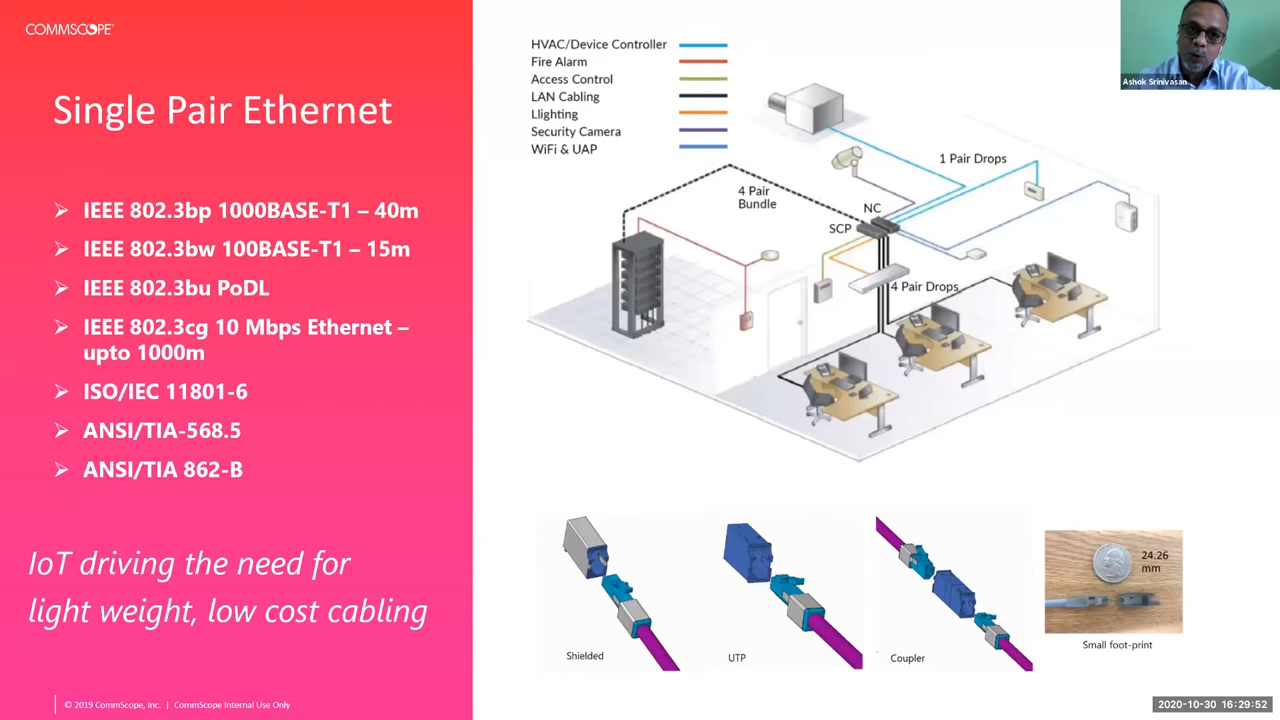 COMMSCOPE™
Single Pair Ethernet
➢ IEEE 802.3bp 1000BASE-T1 – 40m
➢ IEEE 802.3bw 100BASE-T1 – 15m
➢ IEEE 802.3bu PoDL
➢ IEEE 802.3cg 10 Mbps Ethernet –
upto 1000m
➢ ISO/IEC 11801-6
➢ ANSI/TIA-568.5
➢ ANSI/TIA 862-B
IoT driving the need for
light weight, low cost cabling
© 2019 CommScope, Inc. | CommScope Internal Use Only
HVAC/Device Controller
Fire Alarm
Access Control
LAN Cabling
Llighting
Security Camera
WiFi & UAP
4 Pair
Bundle
NC
SCP
1 Pair Drops
4 Pair Drops
Shielded
UTP
Coupler
24.26
mm
Small foot-print
Ashok Srinivasan
2020-10-30 16:29:52